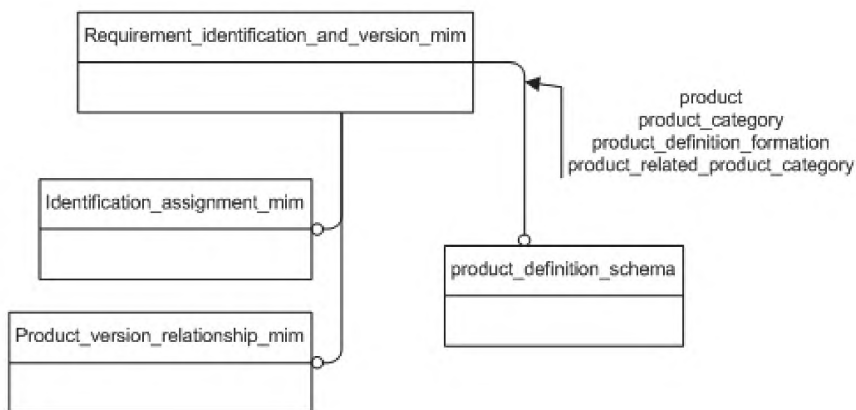 Requirement_identification_and_version_mim
product
product_category
product_definition_formation
product_related_product_category
Identification_assignment_mim
product_definition_schema
Product_version_relationship_mim